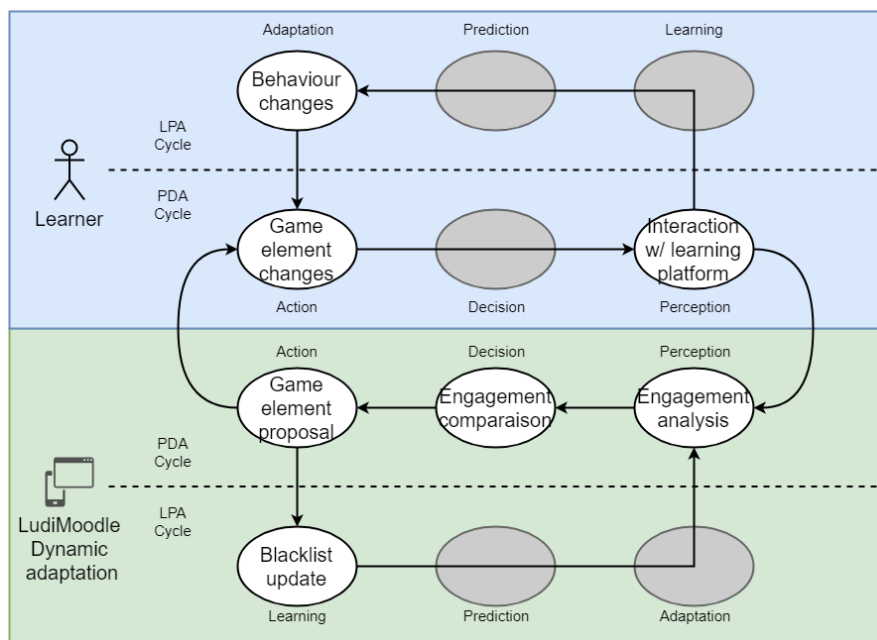 Adaptation
Prediction
Learning
Behaviour
changes
LPA
Cycle
Learner
PDA
Cycle
Game
element
changes
Interaction
w/ learning
platform
Action
Decision
Perception
Action
Decision
Perception
Game
element
proposal
Engagement
comparaison
Engagement
analysis
PDA
Cycle
LudiMoodle
Dynamic
adaptation
LPA
Cycle
Blacklist
update
Learning
Prediction
Adaptation